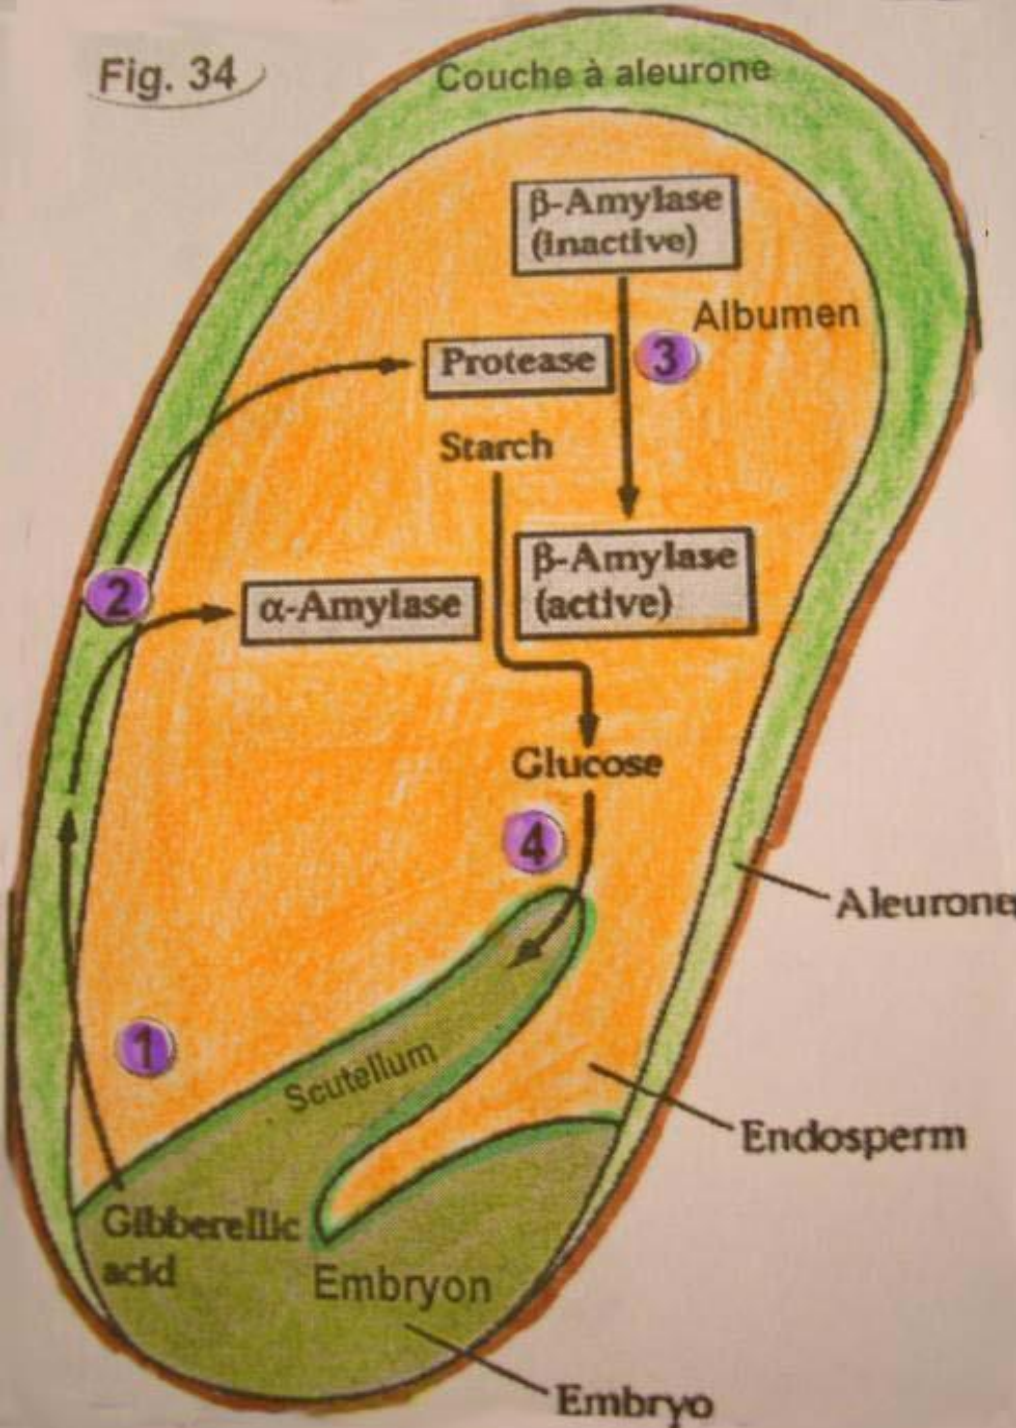 Fig. 34
Couche à aleurone
β-Amylase
(inactive)
Albumen
3
Protease
Starch
β-Amylase
(active)
2
α-Amylase
Glucose
4
Aleurone
1
Scutellum
Endosperm
Gibberellic
acid
Embryon
Embryo